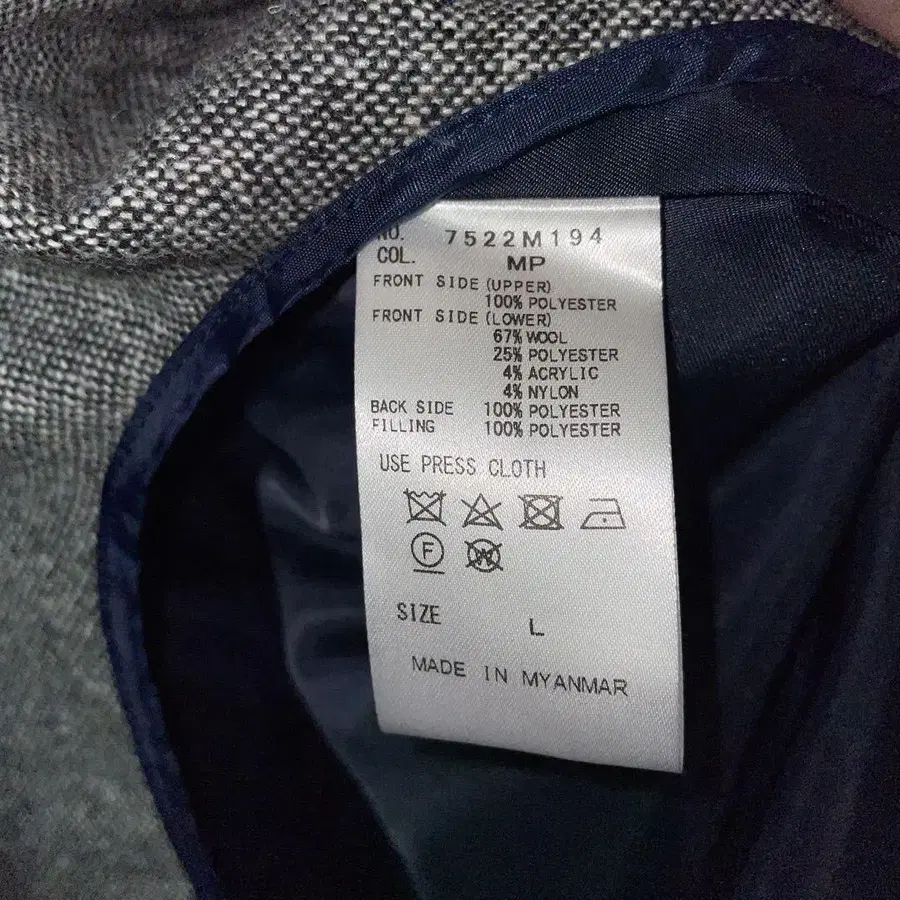 NO. 7522M194
COL. MP
FRONT SIDE (UPPER)
100% POLYESTER
FRONT SIDE (LOWER)
67% WOOL
25% POLYESTER
4% ACRYLIC
4% NYLON
BACK SIDE 100% POLYESTER
FILLING 100% POLYESTER
USE PRESS CLOTH
F W
SIZE L
MADE IN MYANMAR